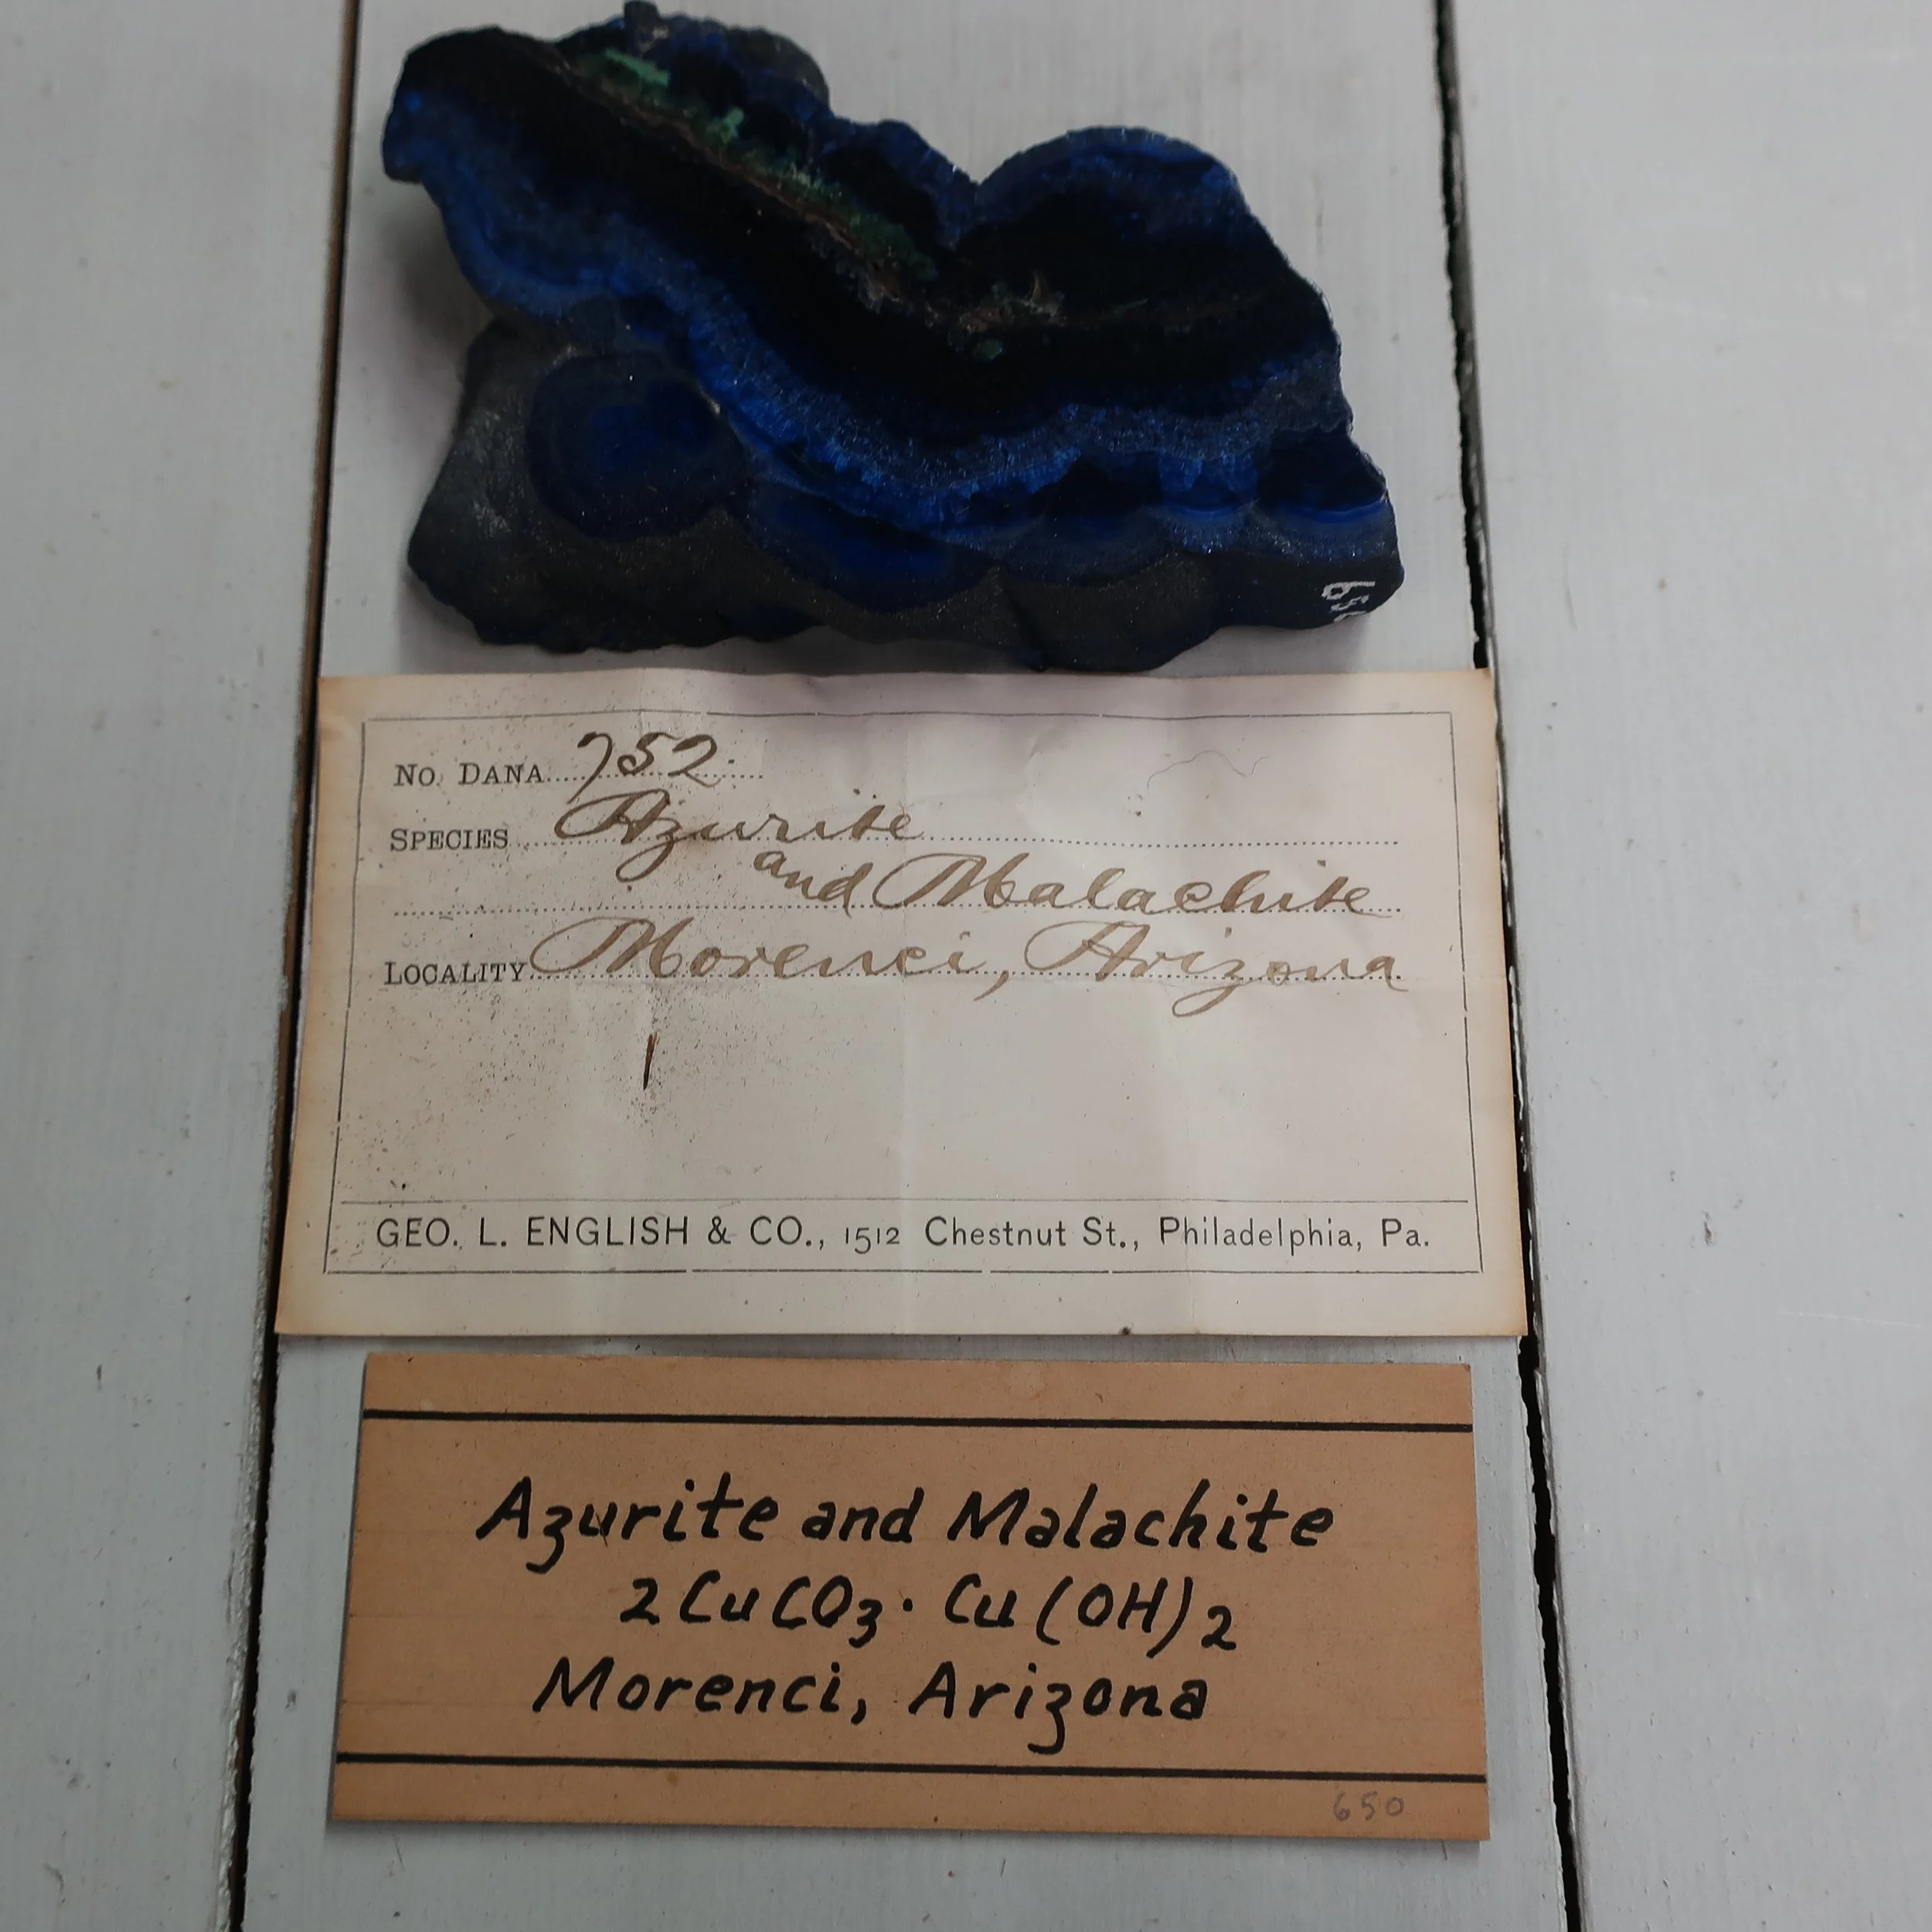 65
No. DANA 752
SPECIES Azurite
and Malachite
LOCALITY Morenci, Arizona
GEO. L. ENGLISH & CO., 1512 Chestnut St., Philadelphia, Pa.
Azurite and Malachite
2CuCO3 · Cu(OH)2
Morenci, Arizona
650